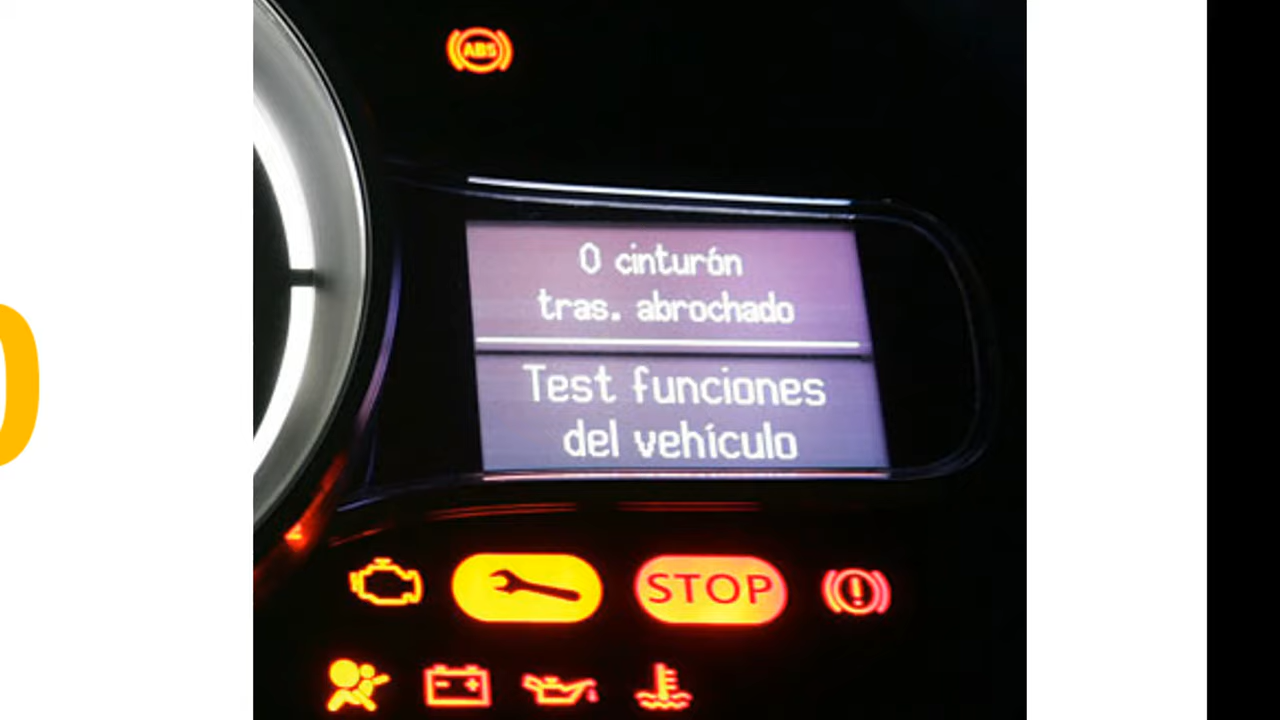 ABS
0 cinturón
tras. abrochado
Test funciones
del vehículo
STOP